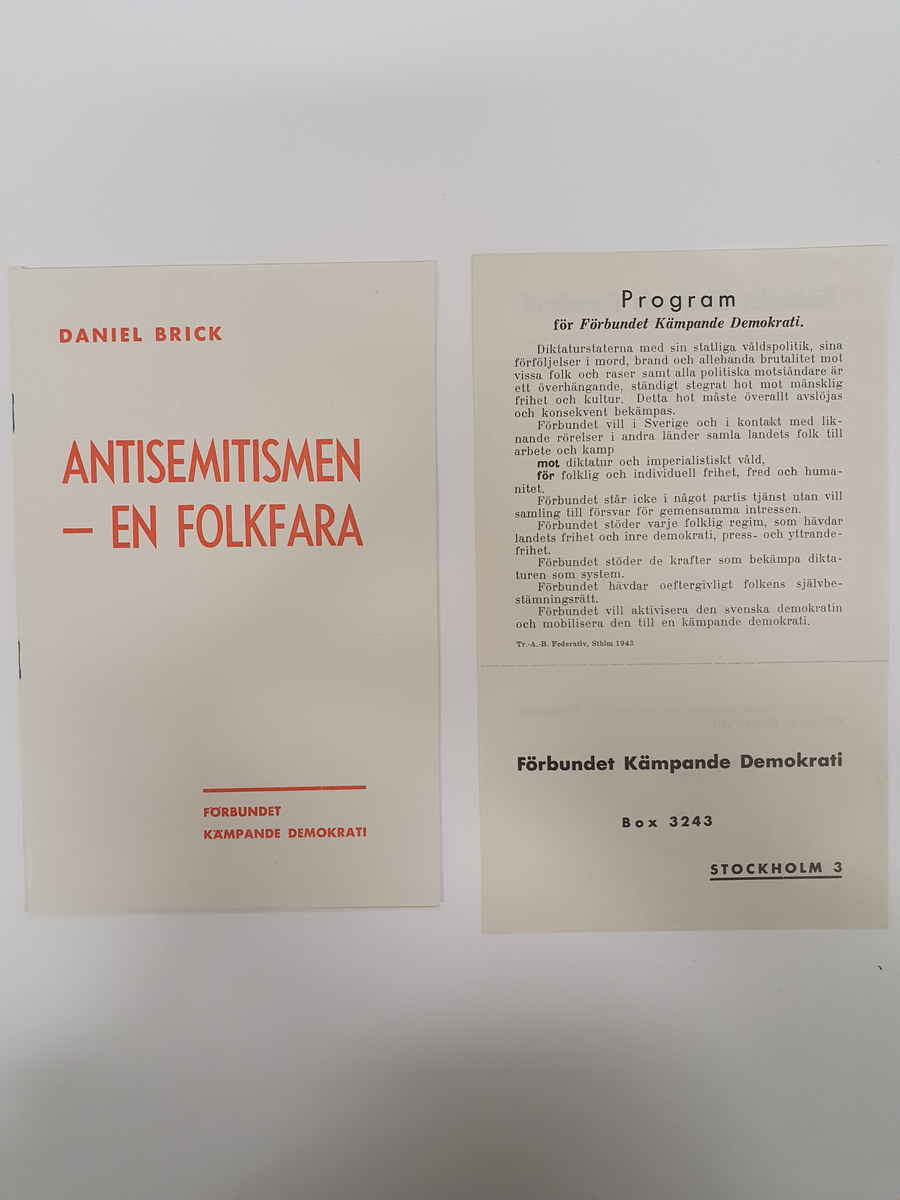 DANIEL BRICK
ANTISEMITISMEN
– EN FOLKFARA
FÖRBUNDET
KÄMPANDE DEMOKRATI
Program
för Förbundet Kämpande Demokrati.
Diktaturstaterna med sin statliga våldspolitik, sina
förföljelser i mord, brand och allehanda brutalitet mot
vissa folk och raser samt alla politiska motståndare är
ett överhängande, ständigt stegrat hot mot mänsklig
frihet och kultur. Detta hot måste överallt avslöjas
och konsekvent bekämpas.
Förbundet vill i Sverige och i kontakt med lik-
nande rörelser i andra länder samla landets folk till
arbete och kamp
mot diktatur och imperialistiskt våld,
för folklig och individuell frihet, fred och huma-
nitet.
Förbundet står icke i något partis tjänst utan vill
samling till försvar för gemensamma intressen.
Förbundet stöder varje folklig regim, som hävdar
landets frihet och inre demokrati, press- och yttrande-
frihet.
Förbundet stöder de krafter som bekämpa dikta-
turen som system.
Förbundet hävdar oeftergivligt folkens självbe-
stämningsrätt.
Förbundet vill aktivisera den svenska demokratin
och mobilisera den till en kämpande demokrati.
Tr.-A.-B. Federativ, Sthlm 1943
Förbundet Kämpande Demokrati
Box 3243
STOCKHOLM 3